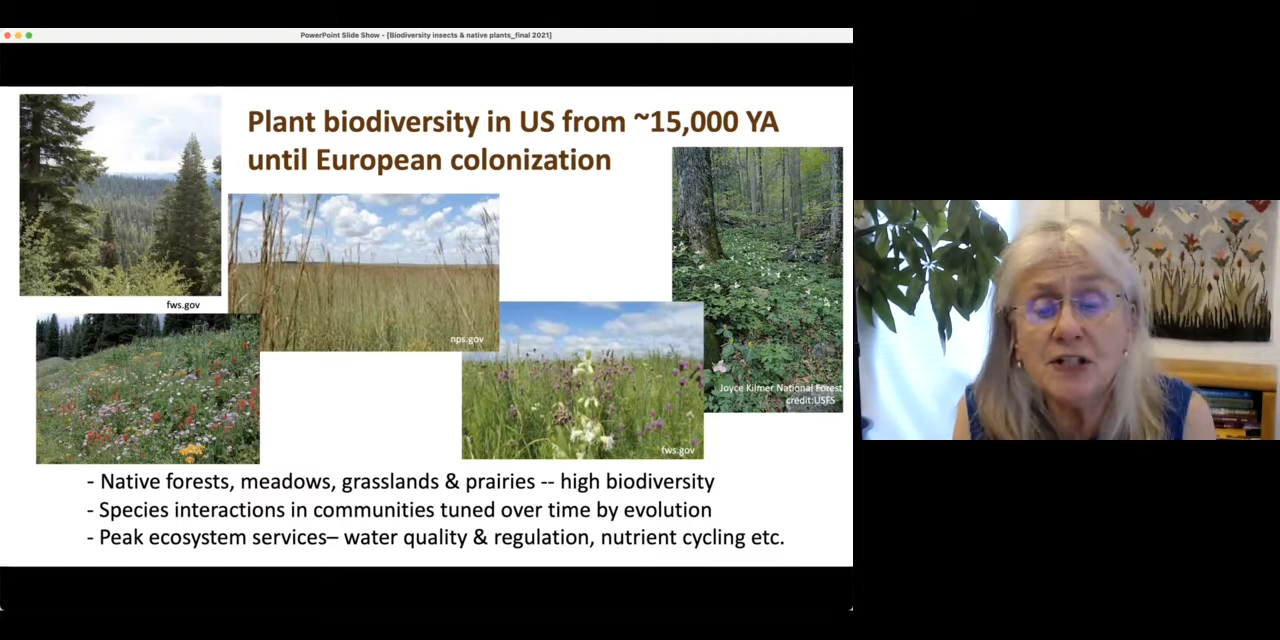 PowerPoint Slide Show - [Biodiversity insects & native plants_final 2021]
Plant biodiversity in US from ~15,000 YA
until European colonization
fws.gov
nps.gov
Joyce Kilmer National Forest
credit:USFS
fws.gov
- Native forests, meadows, grasslands & prairies -- high biodiversity
- Species interactions in communities tuned over time by evolution
- Peak ecosystem services– water quality & regulation, nutrient cycling etc.